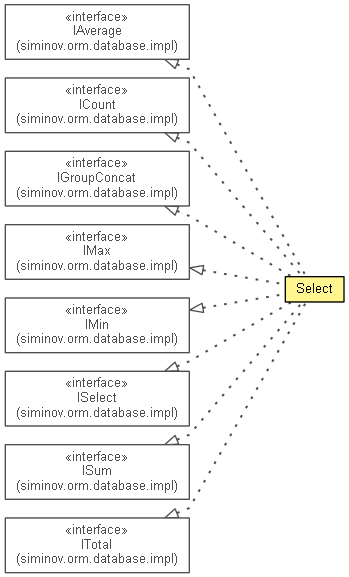 «interface»
IAverage
(siminov.orm.database.impl)
«interface»
ICount
(siminov.orm.database.impl)
«interface»
IGroupConcat
(siminov.orm.database.impl)
«interface»
IMax
(siminov.orm.database.impl)
Select
«interface»
IMin
(siminov.orm.database.impl)
«interface»
ISelect
(siminov.orm.database.impl)
«interface»
ISum
(siminov.orm.database.impl)
«interface»
ITotal
(siminov.orm.database.impl)